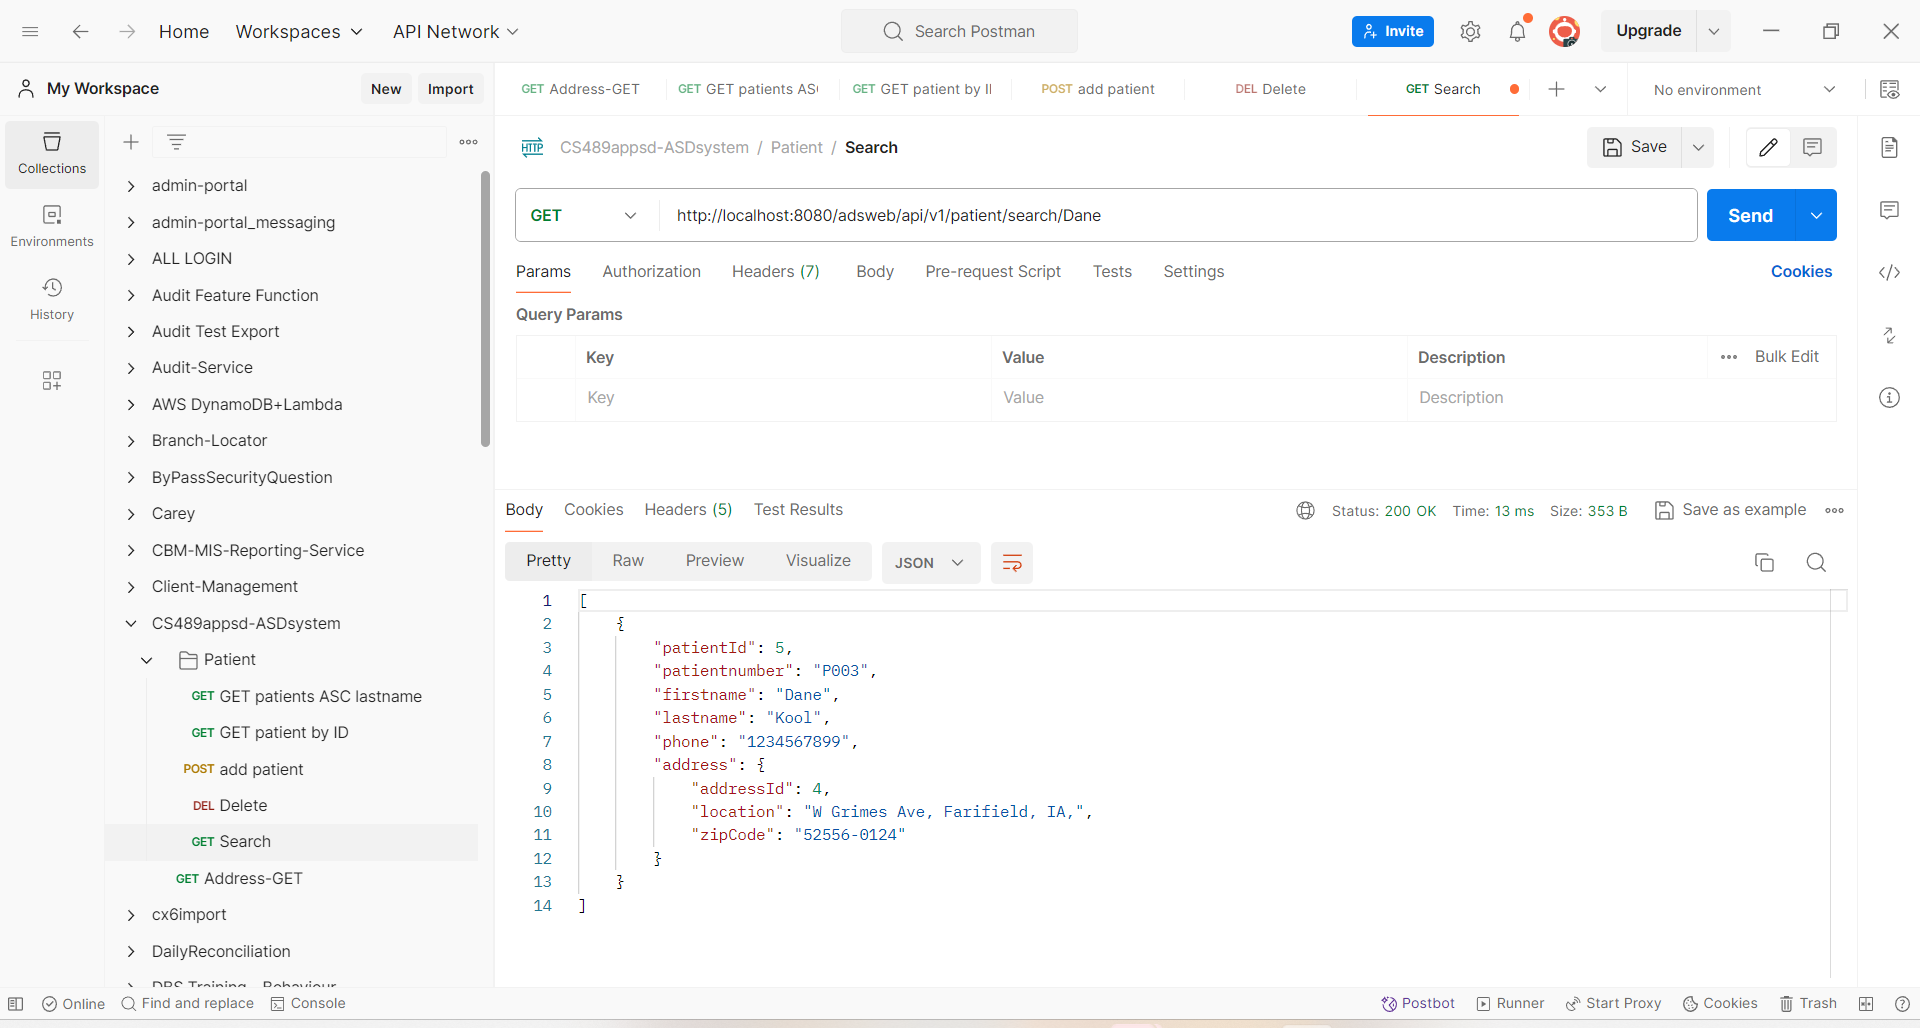 Home Workspaces API Network Search Postman Invite Upgrade
My Workspace New Import
GET Address-GET GET GET patients AS GET GET patient by I POST add patient DEL Delete GET Search No environment
Collections
Environments
History
admin-portal
admin-portal_messaging
ALL LOGIN
Audit Feature Function
Audit Test Export
Audit-Service
AWS DynamoDB+Lambda
Branch-Locator
ByPassSecurityQuestion
Carey
CBM-MIS-Reporting-Service
Client-Management
CS489appsd-ASDsystem
Patient
GET GET patients ASC lastname
GET GET patient by ID
POST add patient
DEL Delete
GET Search
GET Address-GET
cx6import
DailyReconciliation
DBS Training - Behaviour
HTTP CS489appsd-ASDsystem / Patient / Search Save
GET http://localhost:8080/adsweb/api/v1/patient/search/Dane Send
Params Authorization Headers (7) Body Pre-request Script Tests Settings Cookies
Query Params
Key Value Description Bulk Edit
Key Value Description
Body Cookies Headers (5) Test Results Status: 200 OK Time: 13 ms Size: 353 B Save as example
Pretty Raw Preview Visualize JSON
1 [
2 {
3 "patientId": 5,
4 "patientnumber": "P003",
5 "firstname": "Dane",
6 "lastname": "Kool",
7 "phone": "1234567899",
8 "address": {
9 "addressId": 4,
10 "location": "W Grimes Ave, Farifield, IA,",
11 "zipCode": "52556-0124"
12 }
13 }
14 ]
Online Find and replace Console Postbot Runner Start Proxy Cookies Trash